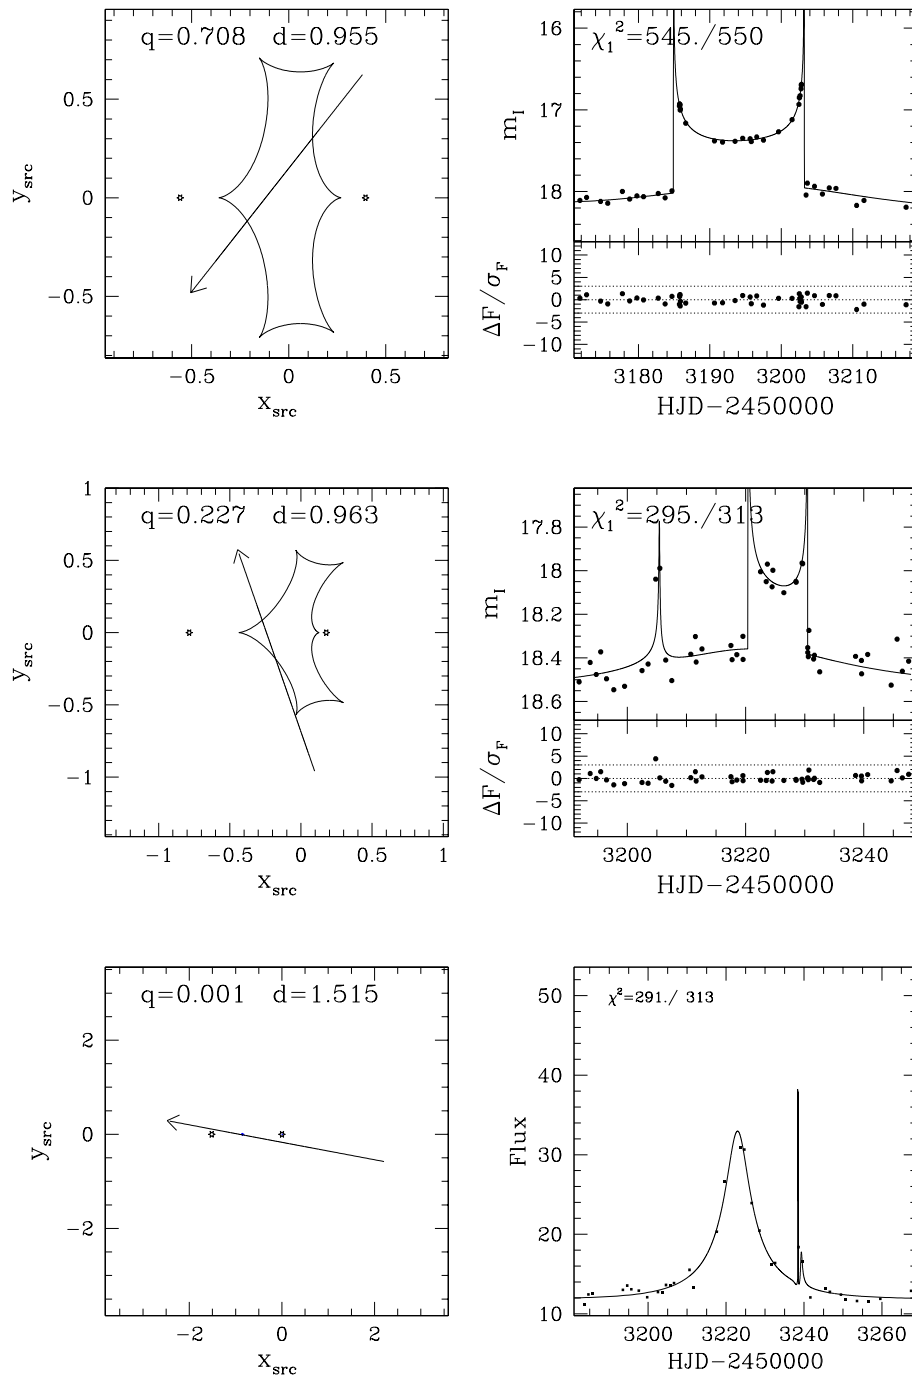 q=0.708 d=0.955
0.5
0
−0.5
y_src
−0.5 0 0.5
x_src
χ₁²=545./550
16
17
18
m_I
10
5
0
−5
−10
ΔF/σ_F
3180 3190 3200 3210
HJD−2450000
q=0.227 d=0.963
1
0.5
0
−0.5
−1
y_src
−1 −0.5 0 0.5 1
x_src
χ₁²=295./313
17.8
18
18.2
18.4
18.6
m_I
10
5
0
−5
−10
ΔF/σ_F
3200 3220 3240
HJD−2450000
q=0.001 d=1.515
2
0
−2
y_src
−2 0 2
x_src
χ²=291./ 313
50
40
30
20
10
Flux
3200 3220 3240 3260
HJD−2450000